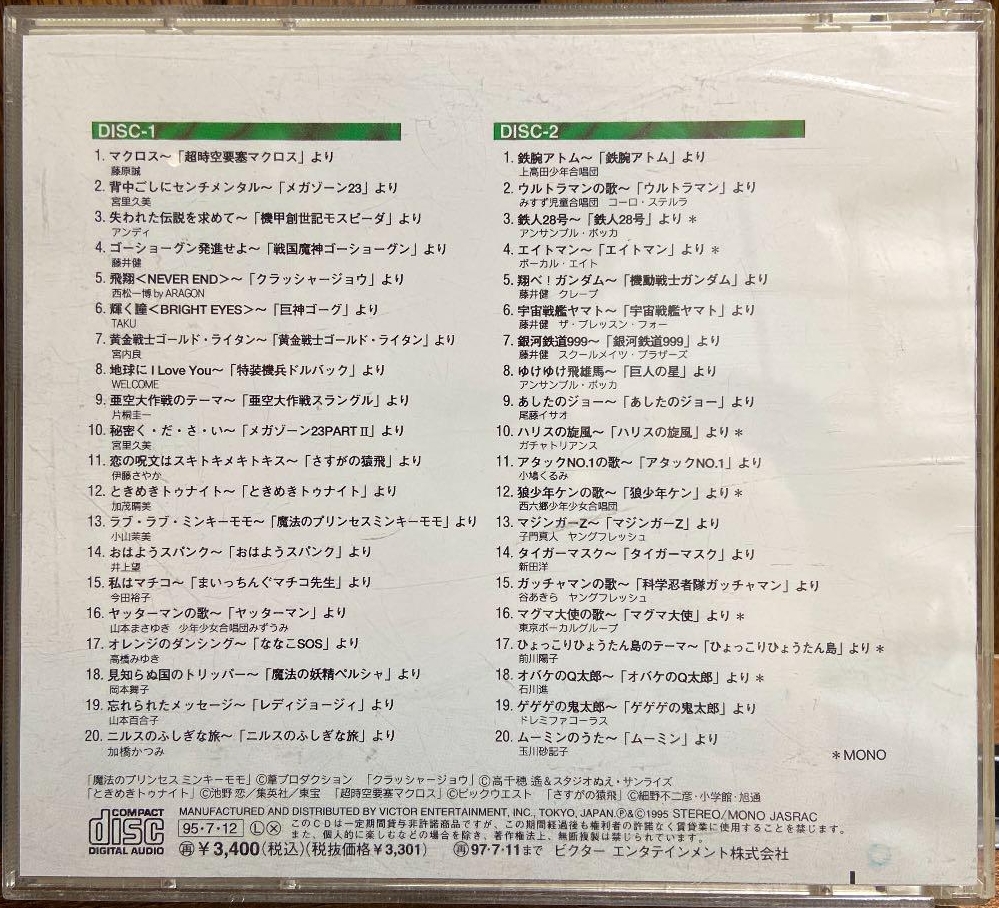 DISC-1
1. マクロス～「超時空要塞マクロス」より
藤原誠
2. 背中ごしにセンチメンタル～「メガゾーン23」より
宮里久美
3. 失われた伝説を求めて～「機甲創世記モスピーダ」より
アンディ
4. ゴーショーグン発進せよ～「戦国魔神ゴーショーグン」より
藤井健
5. 飛翔＜NEVER END＞～「クラッシャージョウ」より
西松一博 by ARAGON
6. 輝く瞳＜BRIGHT EYES＞～「巨神ゴーグ」より
TAKU
7. 黄金戦士ゴールド・ライタン～「黄金戦士ゴールド・ライタン」より
宮内良
8. 地球に I Love You～「特装機兵ドルバック」より
WELCOME
9. 亜空大作戦のテーマ～「亜空大作戦スラングル」より
片桐圭一
10. 秘密く・だ・さ・い～「メガゾーン23PARTⅡ」より
宮里久美
11. 恋の呪文はスキトキメキトキス～「さすがの猿飛」より
伊藤さやか
12. ときめきトゥナイト～「ときめきトゥナイト」より
加茂晴美
13. ラブ・ラブ・ミンキーモモ～「魔法のプリンセスミンキーモモ」より
小山茉美
14. おはようスパンク～「おはようスパンク」より
井上望
15. 私はマチコ～「まいっちんぐマチコ先生」より
今田裕子
16. ヤッターマンの歌～「ヤッターマン」より
山本まさゆき 少年少女合唱団みずうみ
17. オレンジのダンシング～「ななこSOS」より
高橋みゆき
18. 見知らぬ国のトリッパー～「魔法の妖精ペルシャ」より
岡本舞子
19. 忘れられたメッセージ～「レディジョージィ」より
山本百合子
20. ニルスのふしぎな旅～「ニルスのふしぎな旅」より
加橋かつみ
DISC-2
1. 鉄腕アトム～「鉄腕アトム」より
上高田少年合唱団
2. ウルトラマンの歌～「ウルトラマン」より
みすず児童合唱団 コーロ・ステルラ
3. 鉄人28号～「鉄人28号」より＊
アンサンブル・ボッカ
4. エイトマン～「エイトマン」より＊
ボーカル・エイト
5. 翔べ！ガンダム～「機動戦士ガンダム」より
藤井健 クレープ
6. 宇宙戦艦ヤマト～「宇宙戦艦ヤマト」より
藤井健 ザ・ブレッスン・フォー
7. 銀河鉄道999～「銀河鉄道999」より
藤井健 スクールメイツ・ブラザーズ
8. ゆけゆけ飛雄馬～「巨人の星」より
アンサンブル・ボッカ
9. あしたのジョー～「あしたのジョー」より
尾藤イサオ
10. ハリスの旋風～「ハリスの旋風」より＊
ガチャトリアンス
11. アタックNO.1の歌～「アタックNO.1」より
小鳩くるみ
12. 狼少年ケンの歌～「狼少年ケン」より＊
西六郷少年少女合唱団
13. マジンガーZ～「マジンガーZ」より
子門真人 ヤングフレッシュ
14. タイガーマスク～「タイガーマスク」より
新田洋
15. ガッチャマンの歌～「科学忍者隊ガッチャマン」より
谷あきら ヤングフレッシュ
16. マグマ大使の歌～「マグマ大使」より＊
東京ボーカルグループ
17. ひょっこりひょうたん島のテーマ～「ひょっこりひょうたん島」より＊
前川陽子
18. オバケのQ太郎～「オバケのQ太郎」より＊
石川進
19. ゲゲゲの鬼太郎～「ゲゲゲの鬼太郎」より
ドレミファコーラス
20. ムーミンのうた～「ムーミン」より
玉川砂記子
＊MONO
「魔法のプリンセス ミンキーモモ」Ⓒ葦プロダクション 「クラッシャージョウ」Ⓒ高千穂 遙＆スタジオぬえ・サンライズ
「ときめきトゥナイト」Ⓒ池野 恋／集英社／東宝 「超時空要塞マクロス」Ⓒビックウエスト 「さすがの猿飛」Ⓒ細野不二彦・小学館・旭通
COMPACT disc DIGITAL AUDIO
MANUFACTURED AND DISTRIBUTED BY VICTOR ENTERTAINMENT, INC., TOKYO, JAPAN.Ⓟ&Ⓒ1995 STEREO/MONO JASRAC
95・7・12 Ⓛ Ⓧ このCDは一定期間貸与非許諾商品ですが、この期間経過後も権利者の許諾なく賃貸業に使用することを禁じます。
また、個人的に楽しむなどの場合を除き、著作権法上、無断複製は禁じられています。
㊢￥3,400(税込)(税抜価格￥3,301) ㊢97・7・11まで ビクター エンタテインメント株式会社